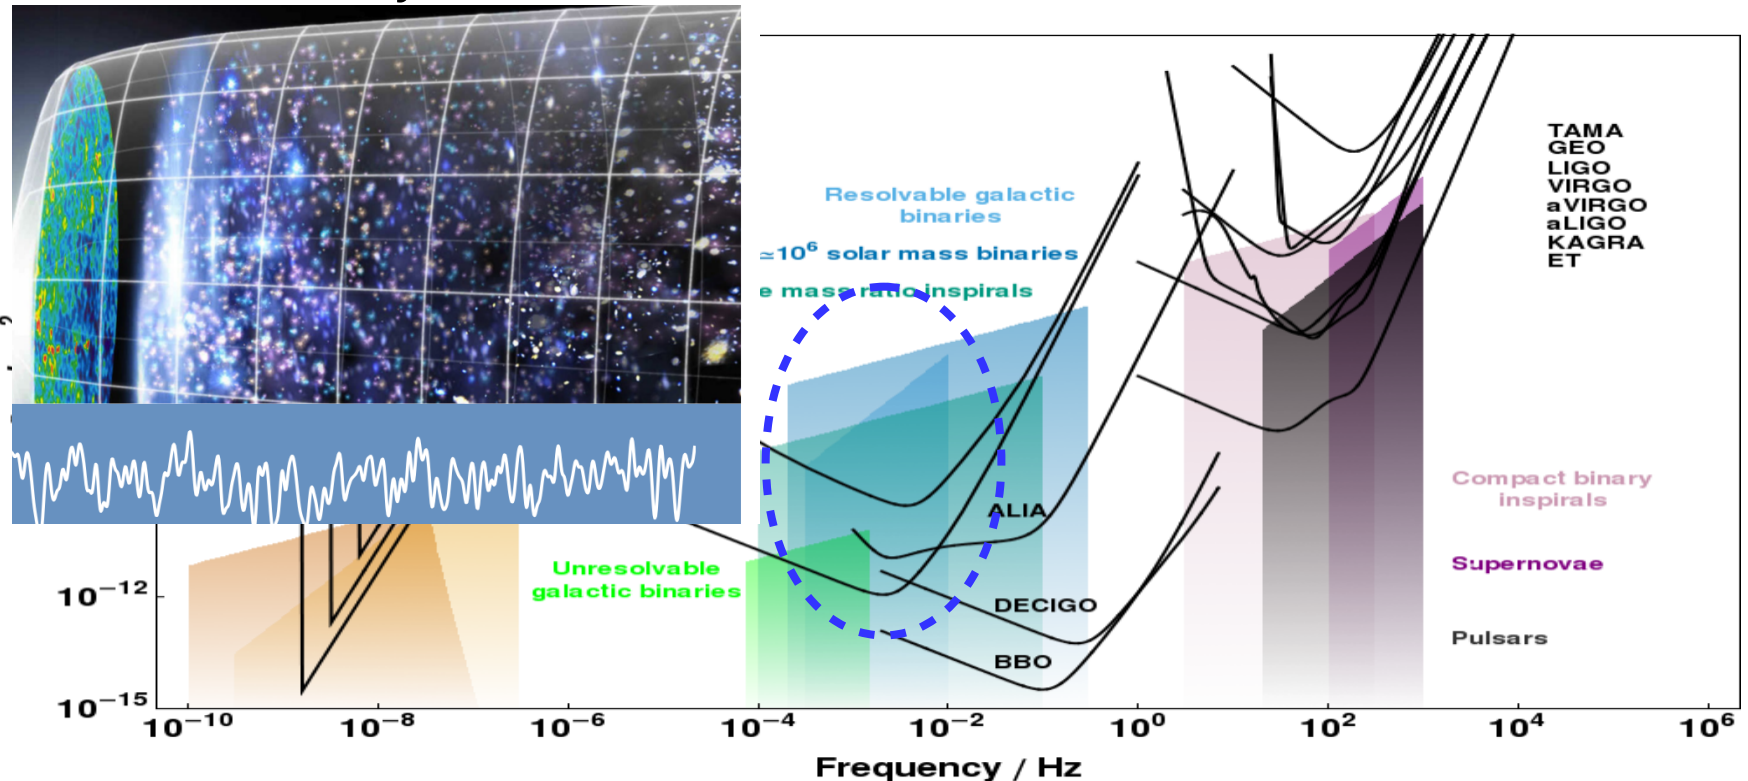 TAMA
GEO
LIGO
VIRGO
aVIRGO
aLIGO
KAGRA
ET
Resolvable galactic
binaries
≃10⁶ solar mass binaries
e mass ratio inspirals
Compact binary
inspirals
ALIA
Supernovae
Unresolvable
galactic binaries
DECIGO
BBO
Pulsars
10⁻¹²
10⁻¹⁵
10⁻¹⁰ 10⁻⁸ 10⁻⁶ 10⁻⁴ 10⁻² 10⁰ 10² 10⁴ 10⁶
Frequency / Hz